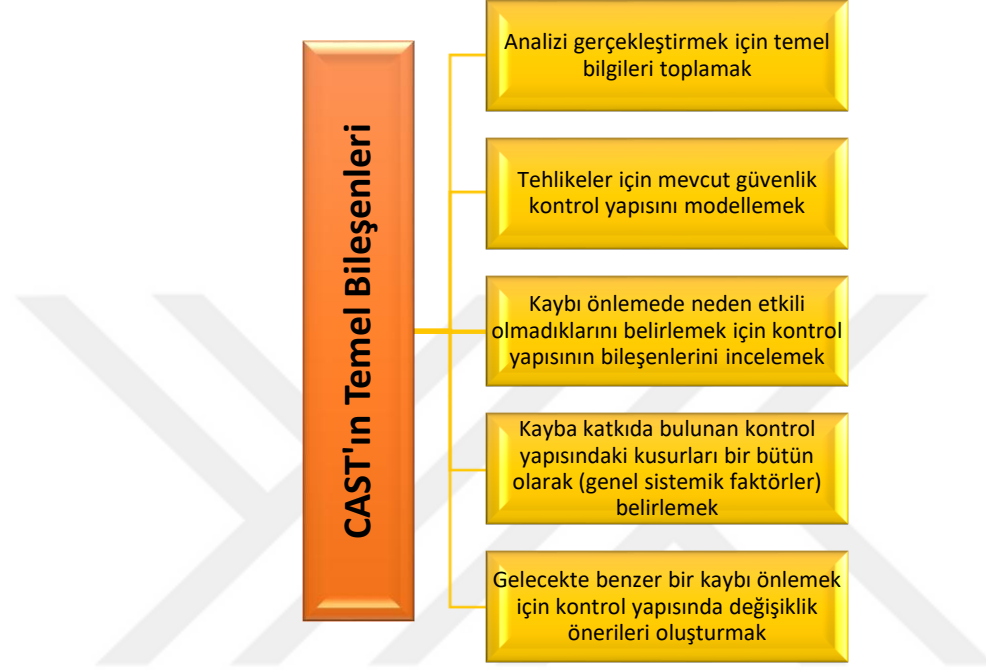 CAST'ın Temel Bileşenleri
Analizi gerçekleştirmek için temel
bilgileri toplamak
Tehlikeler için mevcut güvenlik
kontrol yapısını modellemek
Kaybı önlemede neden etkili
olmadıklarını belirlemek için kontrol
yapısının bileşenlerini incelemek
Kayba katkıda bulunan kontrol
yapısındaki kusurları bir bütün
olarak (genel sistemik faktörler)
belirlemek
Gelecekte benzer bir kaybı önlemek
için kontrol yapısında değişiklik
önerileri oluşturmak